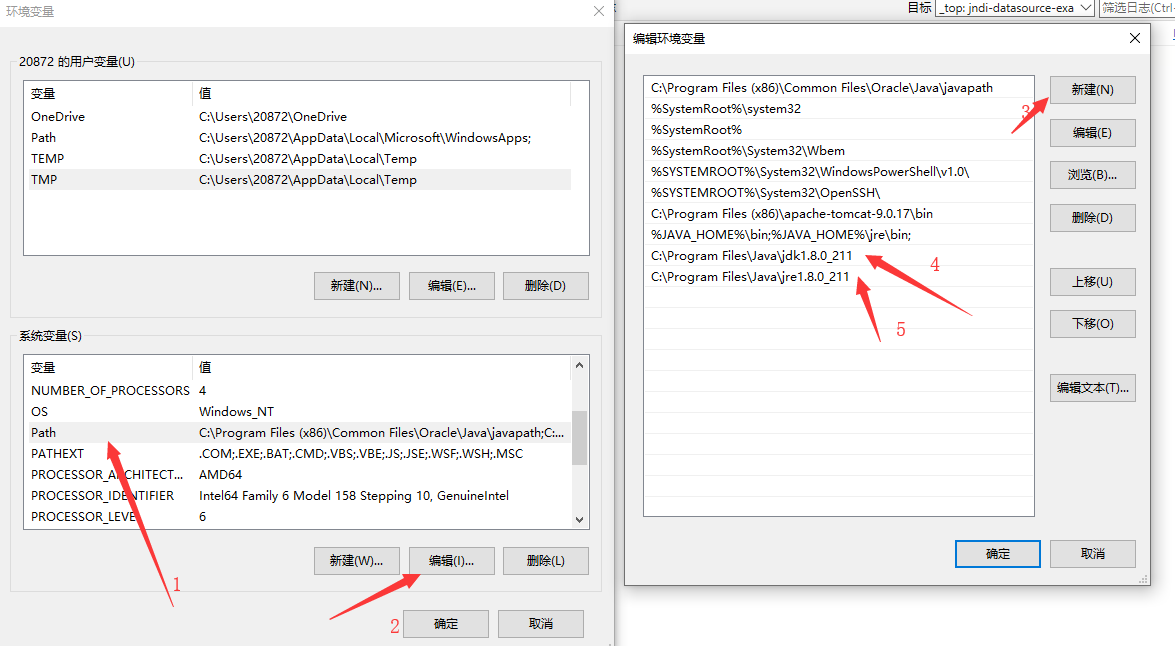 环境变量
20872 的用户变量(U)
变量 值
OneDrive C:\Users\20872\OneDrive
Path C:\Users\20872\AppData\Local\Microsoft\WindowsApps;
TEMP C:\Users\20872\AppData\Local\Temp
TMP C:\Users\20872\AppData\Local\Temp
新建(N)... 编辑(E)... 删除(D)
系统变量(S)
变量 值
NUMBER_OF_PROCESSORS 4
OS Windows_NT
Path C:\Program Files (x86)\Common Files\Oracle\Java\javapath;C:...
PATHEXT .COM;.EXE;.BAT;.CMD;.VBS;.VBE;.JS;.JSE;.WSF;.WSH;.MSC
PROCESSOR_ARCHITECT... AMD64
PROCESSOR_IDENTIFIER Intel64 Family 6 Model 158 Stepping 10, GenuineIntel
PROCESSOR_LEVEL 6
新建(W)... 编辑(I)... 删除(L)
1
2
确定 取消
目标 _top: jndi-datasource-exa 筛选日志(Ctrl-
编辑环境变量
C:\Program Files (x86)\Common Files\Oracle\Java\javapath
%SystemRoot%\system32
%SystemRoot%
%SystemRoot%\System32\Wbem
%SYSTEMROOT%\System32\WindowsPowerShell\v1.0\
%SYSTEMROOT%\System32\OpenSSH\
C:\Program Files (x86)\apache-tomcat-9.0.17\bin
%JAVA_HOME%\bin;%JAVA_HOME%\jre\bin;
C:\Program Files\Java\jdk1.8.0_211
C:\Program Files\Java\jre1.8.0_211
3
4
5
新建(N)
编辑(E)
浏览(B)...
删除(D)
上移(U)
下移(O)
编辑文本(T)...
确定 取消